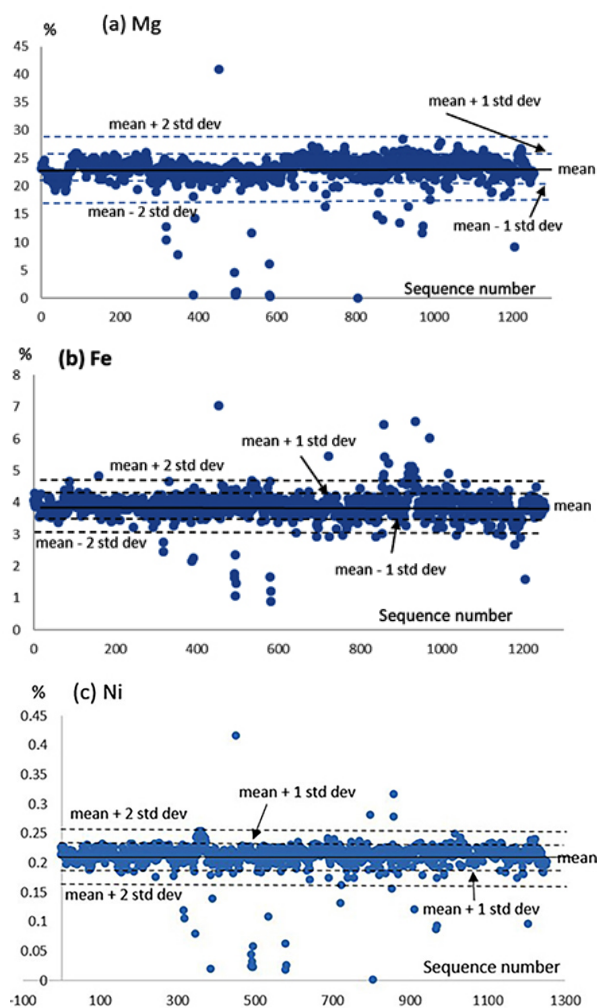 (a) Mg
%
45
40
35
30
25
20
15
10
5
0
mean + 2 std dev
mean + 1 std dev
mean
mean - 2 std dev
mean - 1 std dev
Sequence number
0 200 400 600 800 1000 1200
(b) Fe
%
8
7
6
5
4
3
2
1
0
mean + 1 std dev
mean + 2 std dev
mean
mean - 2 std dev
mean - 1 std dev
Sequence number
0 200 400 600 800 1000 1200
(c) Ni
%
0.45
0.4
0.35
0.3
0.25
0.2
0.15
0.1
0.05
0
mean + 1 std dev
mean + 2 std dev
mean
mean + 2 std dev
mean + 1 std dev
Sequence number
-100 100 300 500 700 900 1100 1300